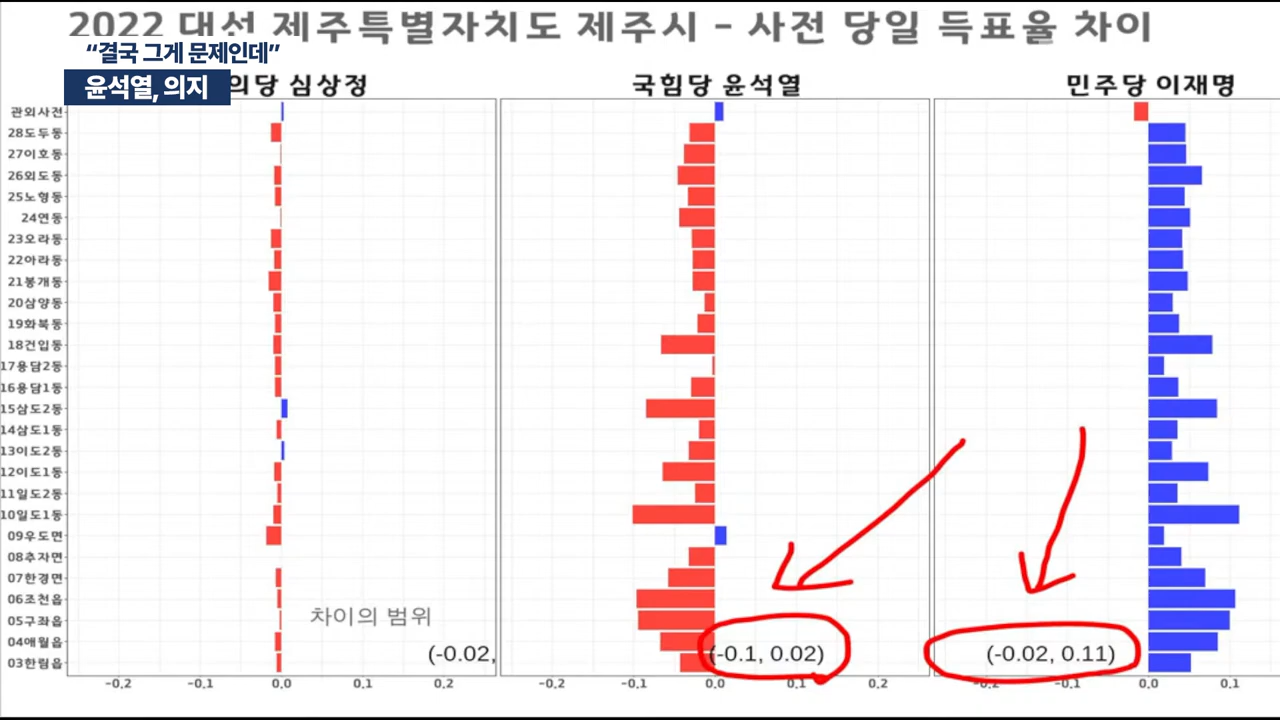 2022 대선 제주특별자치도 제주시 - 사전 당일 득표율 차이
“결국 그게 문제인데”
윤석열, 의지
의당 심상정
국힘당 윤석열
민주당 이재명
관외사전
28도두동
27이호동
26외도동
25노형동
24연동
23오라동
22아라동
21봉개동
20삼양동
19화북동
18건입동
17용담2동
16용담1동
15삼도2동
14삼도1동
13이도2동
12이도1동
11일도2동
10일도1동
09우도면
08추자면
07한경면
06조천읍
05구좌읍
04애월읍
03한림읍
차이의 범위
(-0.02,
(-0.1, 0.02)
(-0.02, 0.11)
-0,2 -0,1 0,0 0,1 0,2
-0,2 -0,1 0,0 0,1 0,2
-0,2 -0,1 0,0 0,1